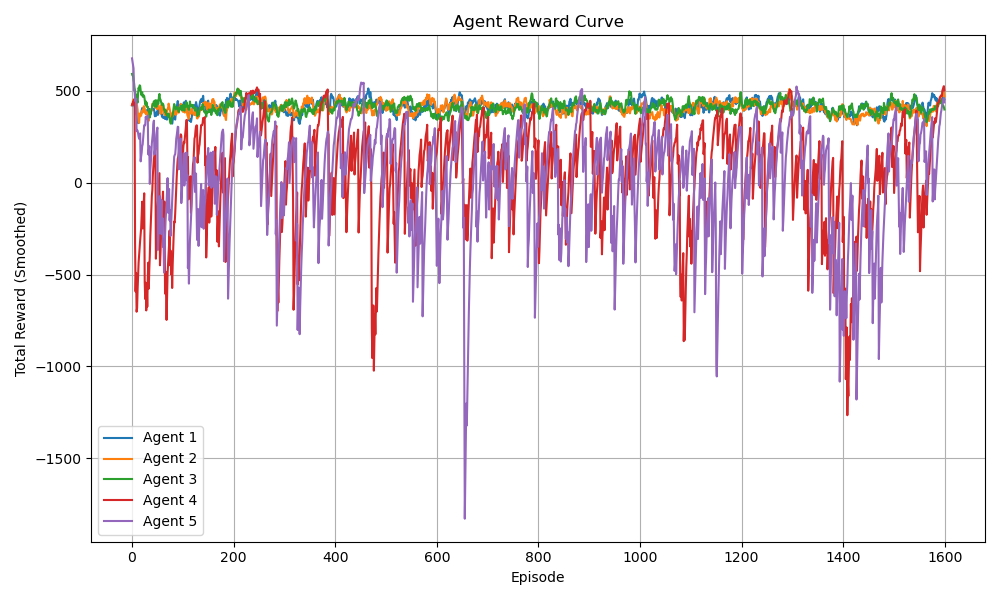 Agent Reward Curve
Total Reward (Smoothed)
500
0
−500
−1000
−1500
Agent 1
Agent 2
Agent 3
Agent 4
Agent 5
0 200 400 600 800 1000 1200 1400 1600
Episode